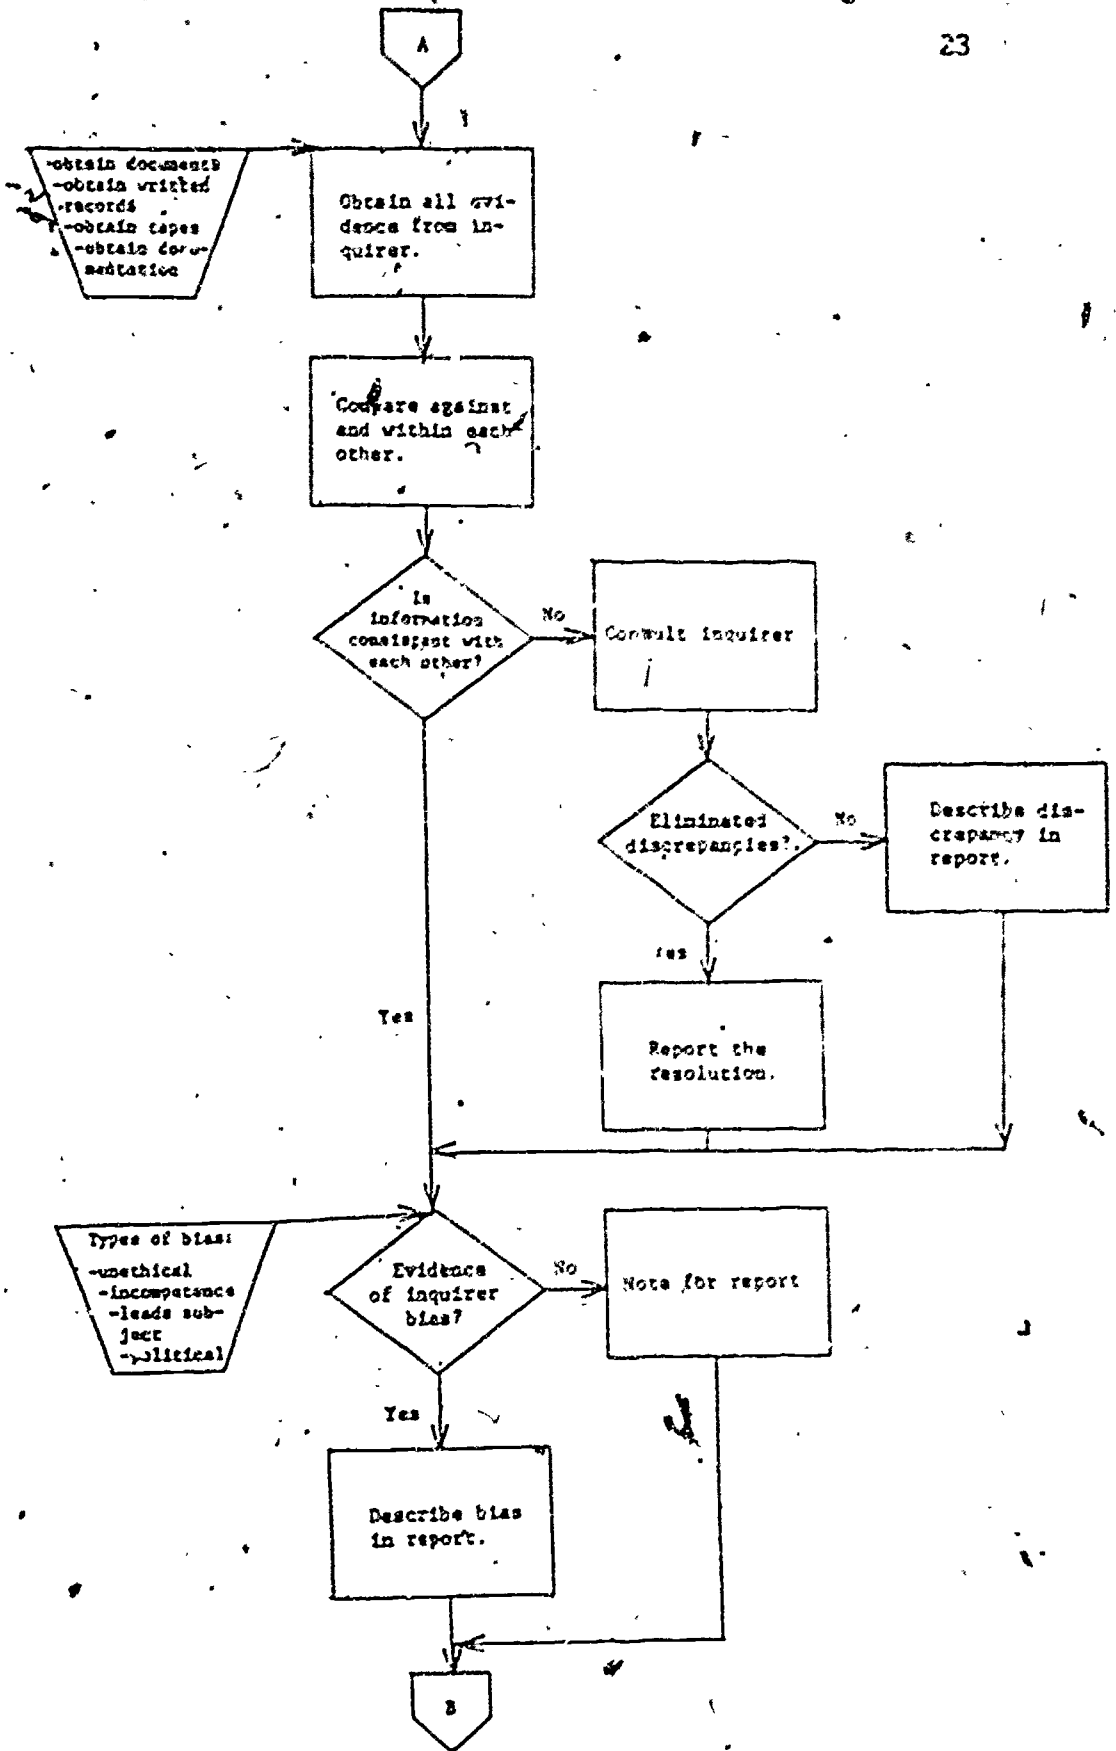 23
A
-obtain documents
-obtain writted
records
-obtain tapes
-obtain docu-
mentation
Obtain all evi-
dence from in-
quirer.
Compare against
and within each
other.
Is
information
consistent with
each other?
No
Consult inquirer
Eliminated
discrepancies?
No
Describe dis-
crepancy in
report.
Yes
Report the
resolution.
Yes
Types of bias:
-unethical
-incompetance
-leads sub-
ject
-political
Evidence
of inquirer
bias?
No
Note for report
Yes
Describe bias
in report.
B